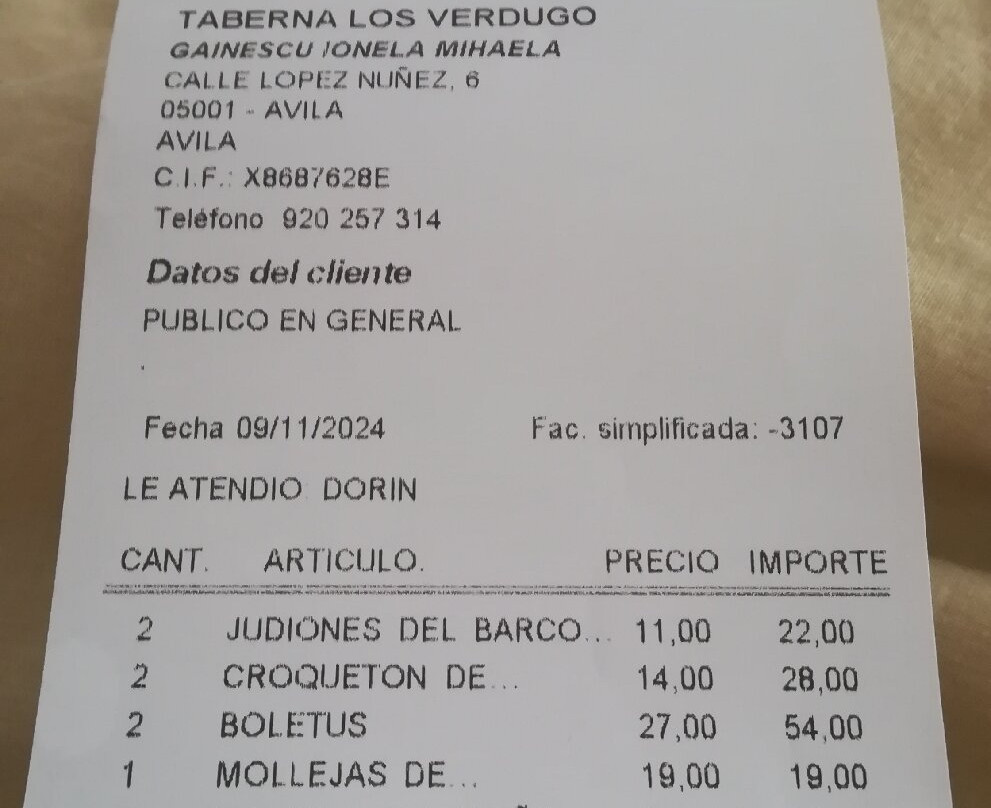 TABERNA LOS VERDUGO
GAINESCU IONELA MIHAELA
CALLE LOPEZ NUÑEZ, 6
05001 - AVILA
AVILA
C.I.F.: X8687628E
Teléfono 920 257 314
Datos del cliente
PUBLICO EN GENERAL
.
Fecha 09/11/2024 Fac. simplificada: -3107
LE ATENDIO DORIN
CANT. ARTICULO. PRECIO IMPORTE
2 JUDIONES DEL BARCO... 11,00 22,00
2 CROQUETON DE... 14,00 28,00
2 BOLETUS 27,00 54,00
1 MOLLEJAS DE... 19,00 19,00